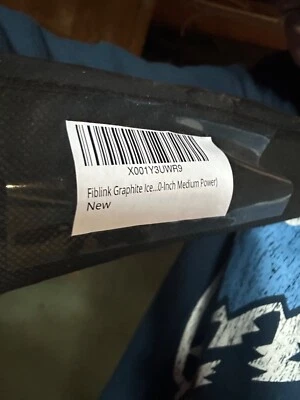 X001Y3UWR9
Fiblink Graphite Ice...0-Inch Medium Power)
New